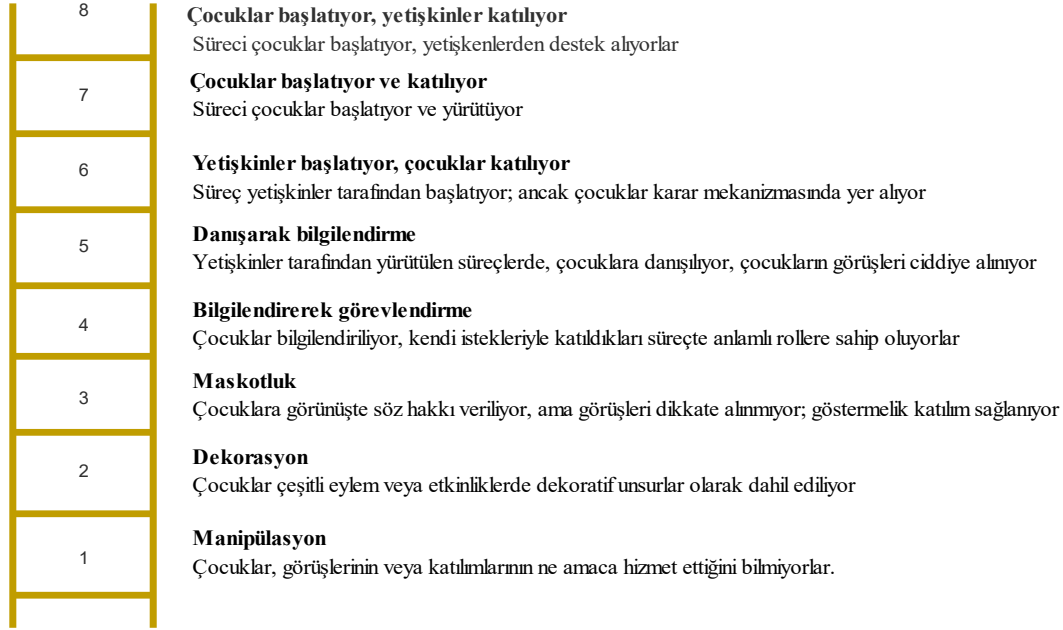 8
Çocuklar başlatıyor, yetişkinler katılıyor
Süreci çocuklar başlatıyor, yetişkenlerden destek alıyorlar
7
Çocuklar başlatıyor ve katılıyor
Süreci çocuklar başlatıyor ve yürütüyor
6
Yetişkinler başlatıyor, çocuklar katılıyor
Süreç yetişkinler tarafından başlatıyor; ancak çocuklar karar mekanizmasında yer alıyor
5
Danışarak bilgilendirme
Yetişkinler tarafından yürütülen süreçlerde, çocuklara danışılıyor, çocukların görüşleri ciddiye alınıyor
4
Bilgilendirerek görevlendirme
Çocuklar bilgilendiriliyor, kendi istekleriyle katıldıkları süreçte anlamlı rollere sahip oluyorlar
3
Maskotluk
Çocuklara görünüşte söz hakkı veriliyor, ama görüşleri dikkate alınmıyor; göstermelik katılım sağlanıyor
2
Dekorasyon
Çocuklar çeşitli eylem veya etkinliklerde dekoratif unsurlar olarak dahil ediliyor
1
Manipülasyon
Çocuklar, görüşlerinin veya katılımlarının ne amaca hizmet ettiğini bilmiyorlar.